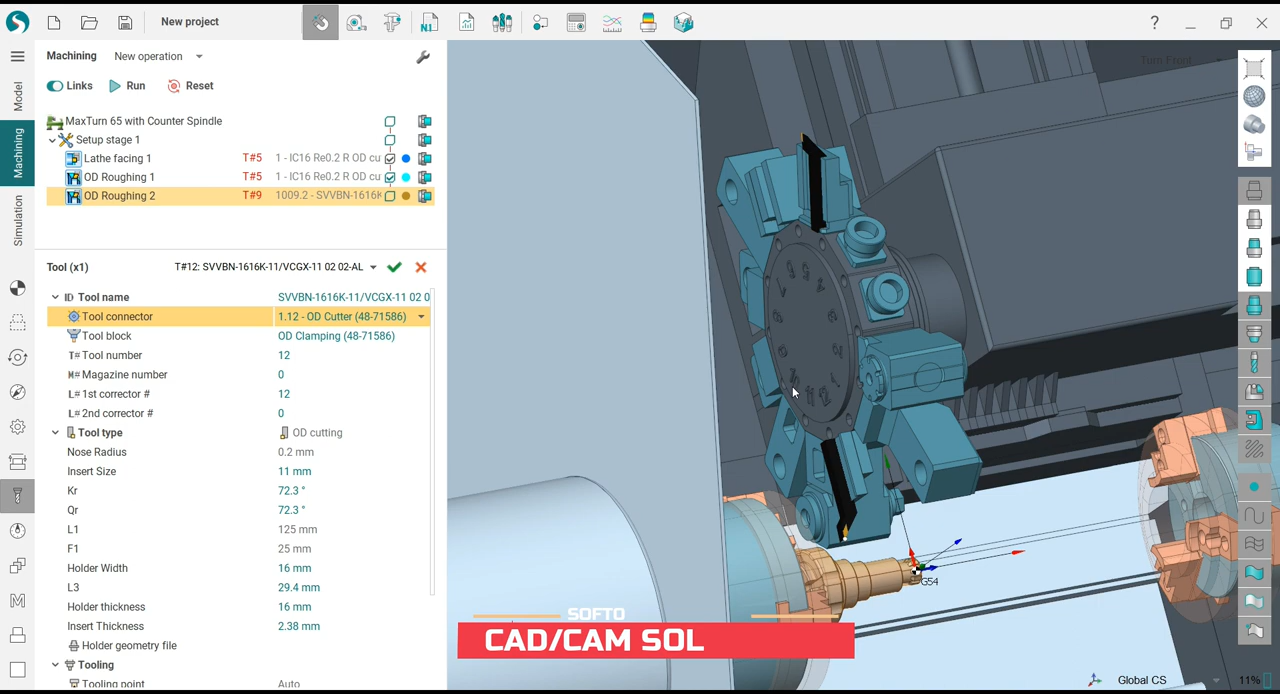 New project
?
Machining
New operation
Links
Run
Reset
Model
Machining
Simulation
MaxTurn 65 with Counter Spindle
Setup stage 1
Lathe facing 1 T#5 1 - IC16 Re0.2 R OD cu
OD Roughing 1 T#5 1 - IC16 Re0.2 R OD cu
OD Roughing 2 T#9 1009.2 - SVVBN-1616K
Tool (x1) T#12: SVVBN-1616K-11/VCGX-11 02 02-AL
ID Tool name SVVBN-1616K-11/VCGX-11 02 0
Tool connector 1.12 - OD Cutter (48-71586)
Tool block OD Clamping (48-71586)
T# Tool number 12
M# Magazine number 0
L# 1st corrector # 12
L# 2nd corrector # 0
Tool type OD cutting
Nose Radius 0.2 mm
Insert Size 11 mm
Kr 72.3 °
Qr 72.3 °
L1 125 mm
F1 25 mm
Holder Width 16 mm
L3 29.4 mm
Holder thickness 16 mm
Insert Thickness 2.38 mm
Holder geometry file
Tooling
Tooling point Auto
Turn Front
G54
SOFTO
CAD/CAM SOL
Global CS
11%